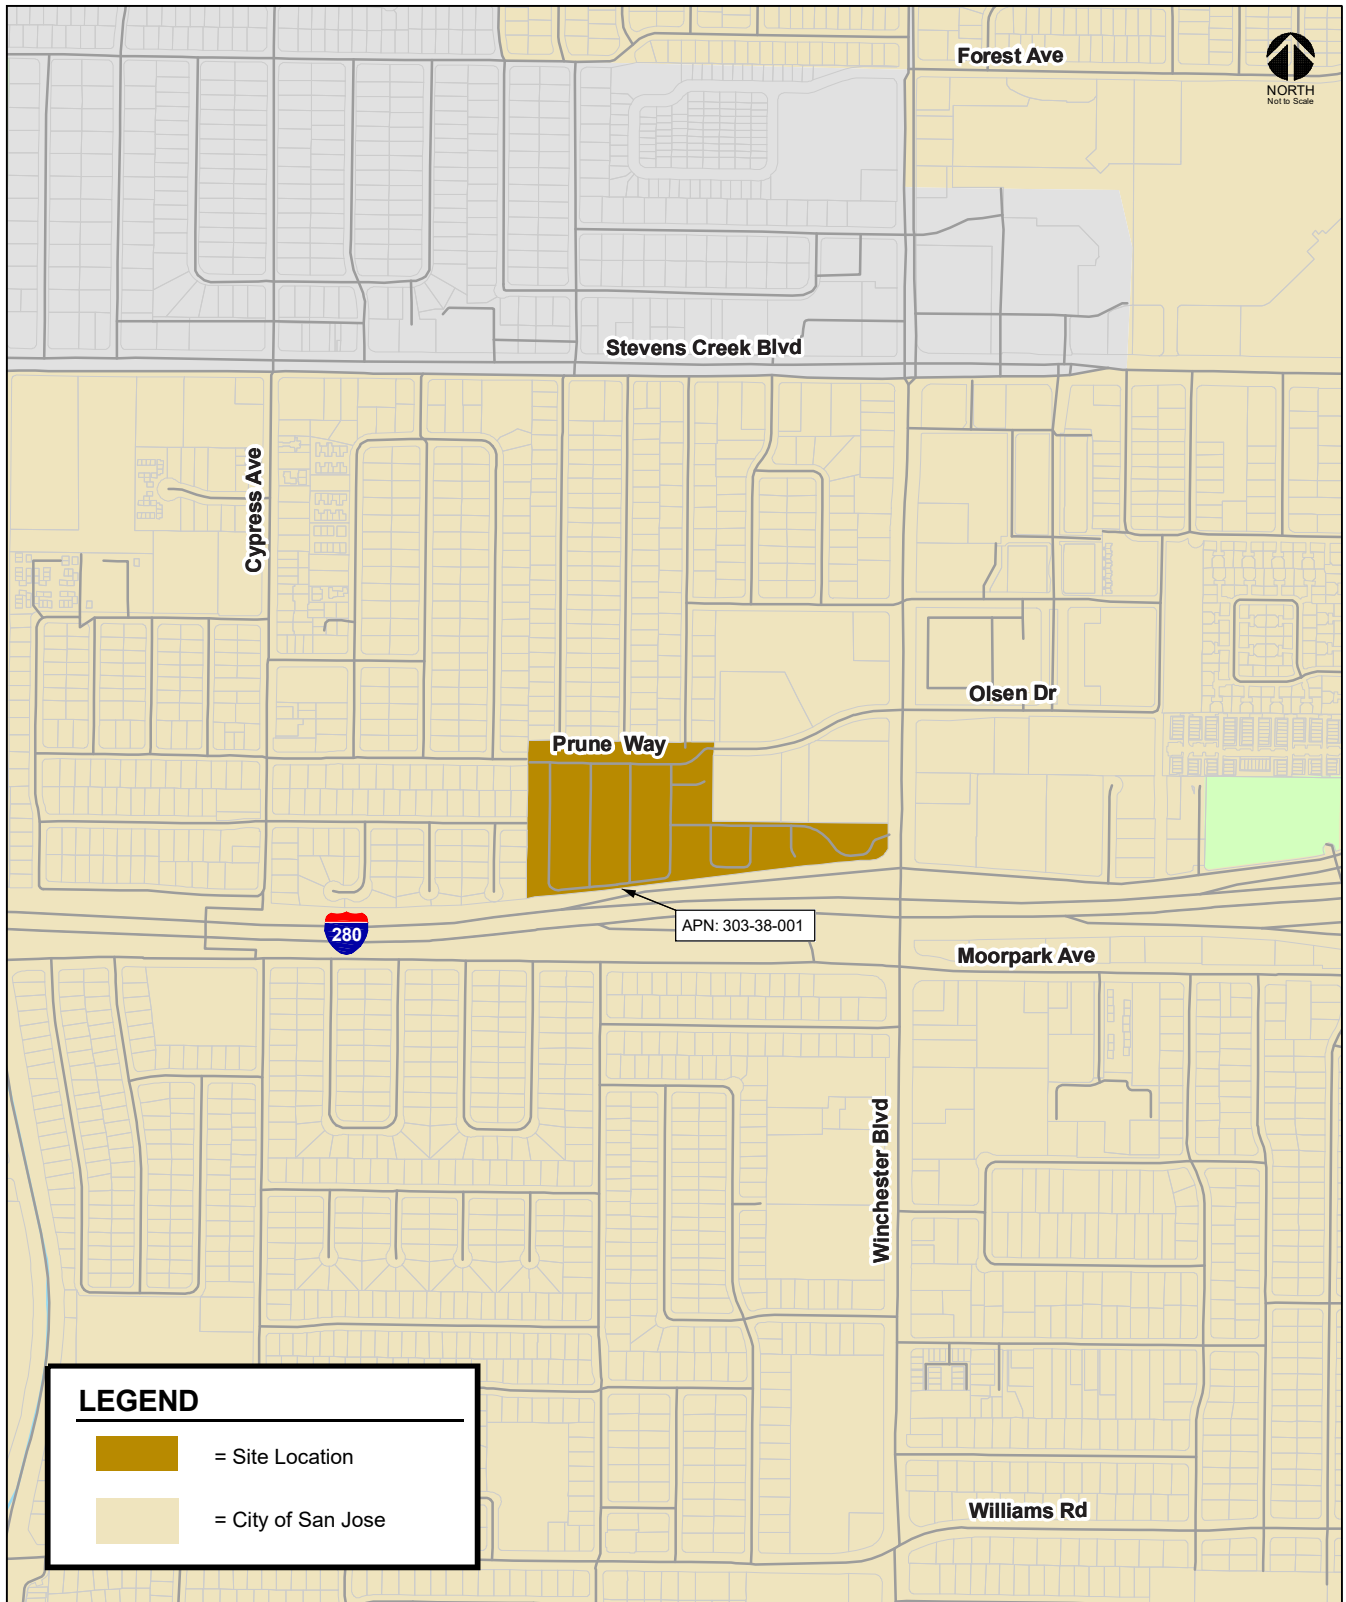 Forest Ave
NORTH
Not to Scale
Stevens Creek Blvd
Cypress Ave
Olsen Dr
Prune Way
APN: 303-38-001
280
Moorpark Ave
Winchester Blvd
LEGEND
= Site Location
= City of San Jose
Williams Rd